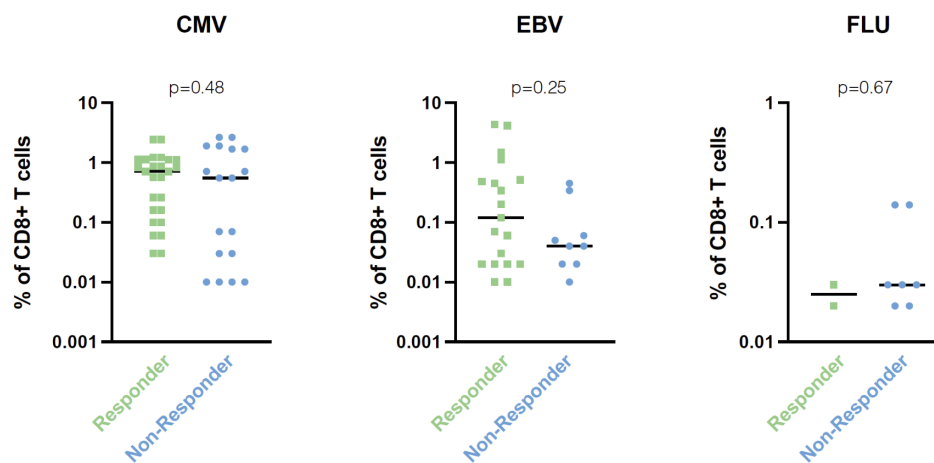 CMV
p=0.48
% of CD8+ T cells
10
1
0.1
0.01
0.001
Responder
Non-Responder
EBV
p=0.25
% of CD8+ T cells
10
1
0.1
0.01
0.001
Responder
Non-Responder
FLU
p=0.67
% of CD8+ T cells
1
0.1
0.01
Responder
Non-Responder